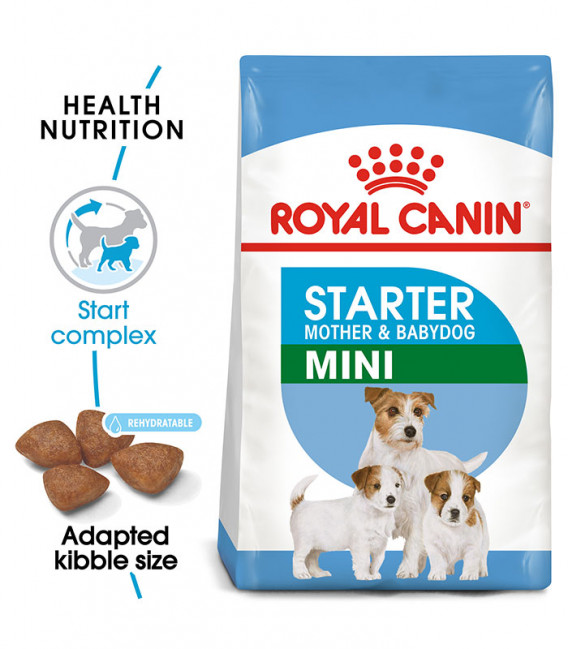 HEALTH
NUTRITION
Start
complex
REHYDRATABLE
Adapted
kibble size
ROYAL CANIN®
STARTER
MOTHER & BABYDOG
MINI